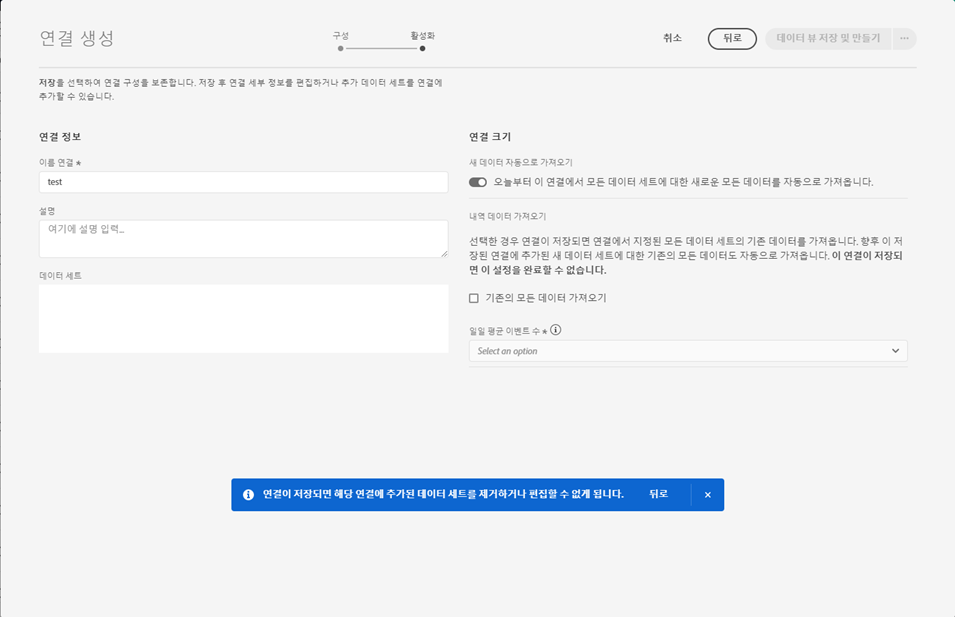 연결 생성
구성
활성화
취소
뒤로
데이터 뷰 저장 및 만들기
···
저장을 선택하여 연결 구성을 보존합니다. 저장 후 연결 세부 정보를 편집하거나 추가 데이터 세트를 연결에
추가할 수 있습니다.
연결 정보
이름 연결 *
test
설명
여기에 설명 입력...
데이터 세트
연결 크기
새 데이터 자동으로 가져오기
오늘부터 이 연결에서 모든 데이터 세트에 대한 새로운 모든 데이터를 자동으로 가져옵니다.
내역 데이터 가져오기
선택한 경우 연결이 저장되면 연결에서 지정된 모든 데이터 세트의 기존 데이터를 가져옵니다. 향후 이 저
장된 연결에 추가된 새 데이터 세트에 대한 기존의 모든 데이터도 자동으로 가져옵니다. 이 연결이 저장되
면 이 설정을 완료할 수 없습니다.
기존의 모든 데이터 가져오기
일일 평균 이벤트 수 *
Select an option
연결이 저장되면 해당 연결에 추가된 데이터 세트를 제거하거나 편집할 수 없게 됩니다.
뒤로